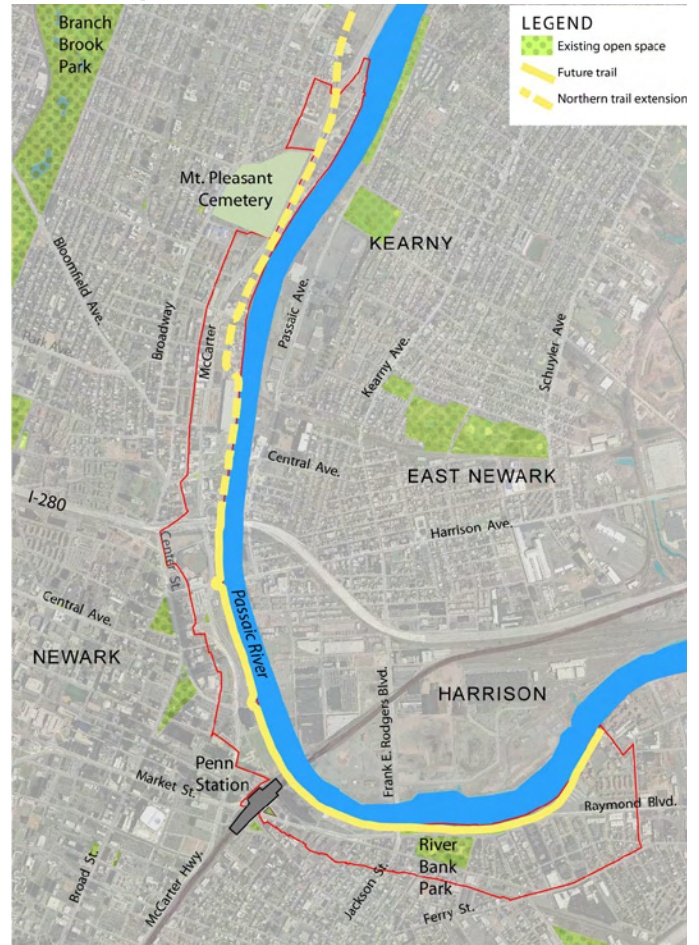 Branch
Brook
Park
LEGEND
Existing open space
Future trail
Northern trail extension
Mt. Pleasant
Cemetery
KEARNY
Bloomfield Ave.
Broadway
McCarter
Passaic Ave.
Park Ave.
Kearny Ave.
Schuyler Ave
Central Ave.
EAST NEWARK
I-280
Harrison Ave.
Center St.
Central Ave.
Passaic River
NEWARK
HARRISON
Frank E. Rodgers Blvd.
Penn
Station
Market St.
Raymond Blvd.
River
Bank
Park
Broad St.
McCarter Hwy.
Jackson St.
Ferry St.